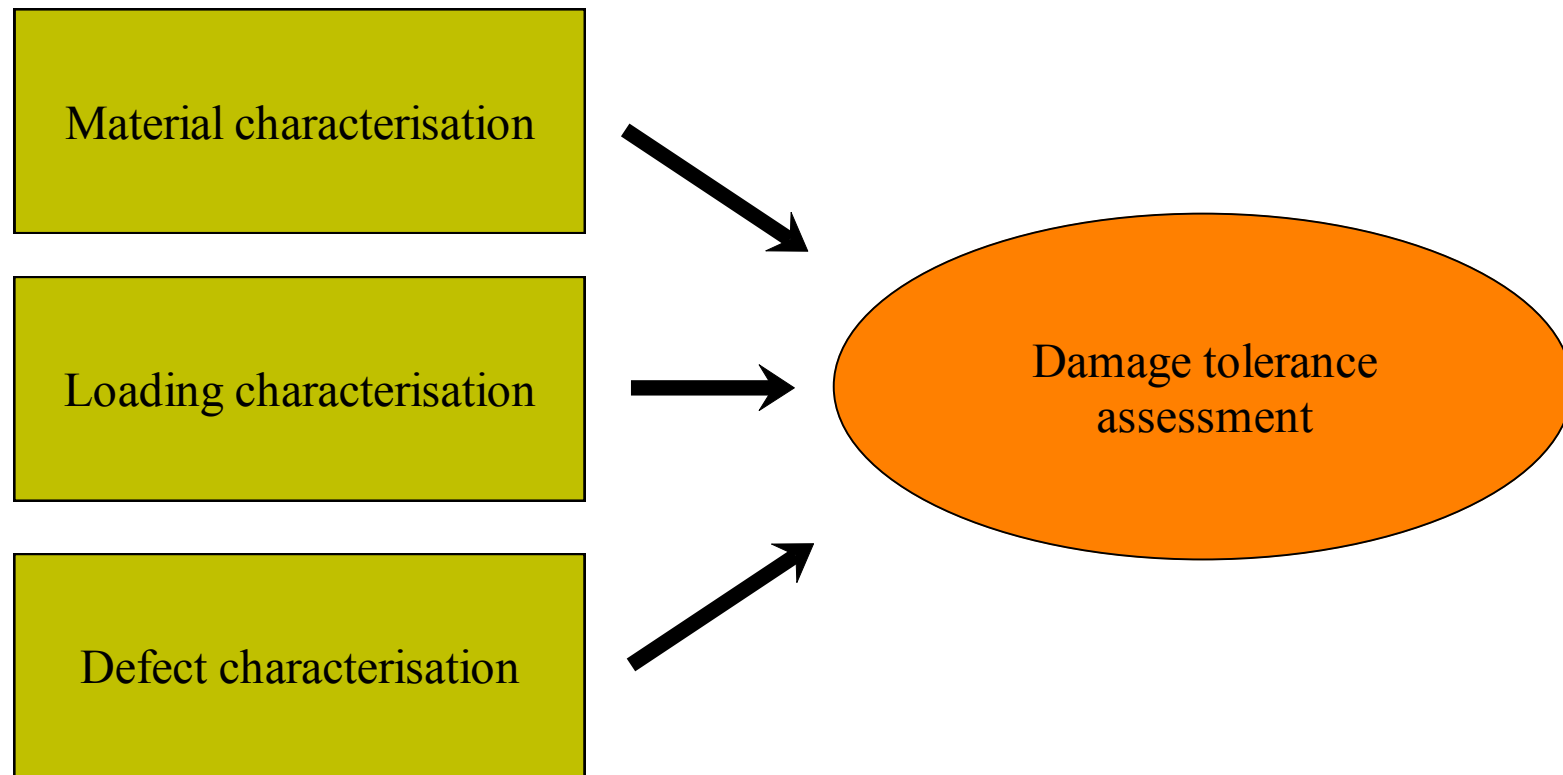 Material characterisation
Loading characterisation
Defect characterisation
Damage tolerance
assessment